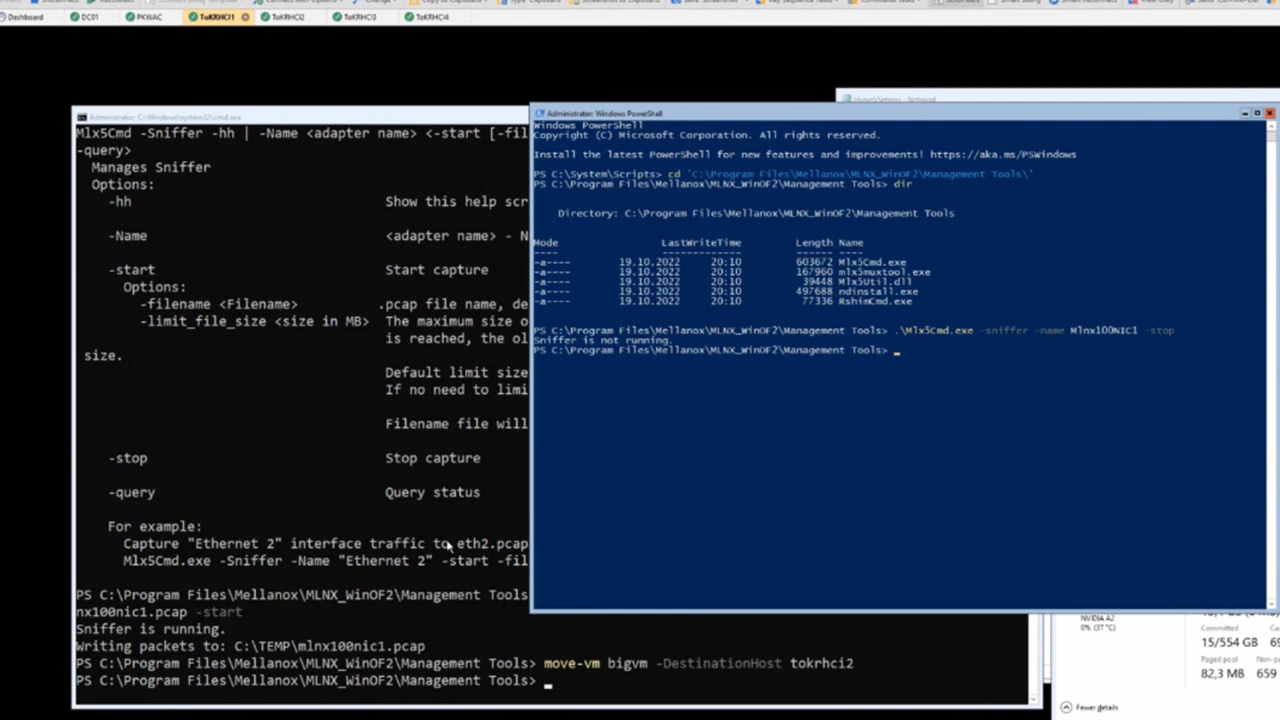 Dashboard
DC01
PKWAC
ToKRHCI1
ToKRHCI2
ToKRHCI3
ToKRHCI4
Administrator: C:\Windows\system32\cmd.exe
Mlx5Cmd -Sniffer -hh | -Name <adapter name> <-start [-fil
-query>
Manages Sniffer
Options:
-hh Show this help scr
-Name <adapter name> - N
-start Start capture
Options:
-filename <Filename> .pcap file name, de
-limit_file_size <size in MB> The maximum size o
is reached, the ol
size.
Default limit size
If no need to limi
Filename file will
-stop Stop capture
-query Query status
For example:
Capture "Ethernet 2" interface traffic to eth2.pcap
Mlx5Cmd.exe -Sniffer -Name "Ethernet 2" -start -fil
PS C:\Program Files\Mellanox\MLNX_WinOF2\Management Tools
nx100nic1.pcap -start
Sniffer is running.
Writing packets to: C:\TEMP\mlnx100nic1.pcap
PS C:\Program Files\Mellanox\MLNX_WinOF2\Management Tools> move-vm bigvm -DestinationHost tokrhci2
PS C:\Program Files\Mellanox\MLNX_WinOF2\Management Tools>
Administrator: Windows PowerShell
Windows PowerShell
Copyright (C) Microsoft Corporation. All rights reserved.
Install the latest PowerShell for new features and improvements! https://aka.ms/PSWindows
PS C:\System\Scripts> cd 'C:\Program Files\Mellanox\MLNX_WinOF2\Management Tools\'
PS C:\Program Files\Mellanox\MLNX_WinOF2\Management Tools> dir
Directory: C:\Program Files\Mellanox\MLNX_WinOF2\Management Tools
Mode LastWriteTime Length Name
---- ------------- ------ ----
-a---- 19.10.2022 20:10 603672 Mlx5Cmd.exe
-a---- 19.10.2022 20:10 167960 mlx5muxtool.exe
-a---- 19.10.2022 20:10 39448 Mlx5Util.dll
-a---- 19.10.2022 20:10 497688 ndinstall.exe
-a---- 19.10.2022 20:10 77336 RshimCmd.exe
PS C:\Program Files\Mellanox\MLNX_WinOF2\Management Tools> .\Mlx5Cmd.exe -sniffer -name Mlnx100NIC1 -stop
Sniffer is not running.
PS C:\Program Files\Mellanox\MLNX_WinOF2\Management Tools>
NVIDIA A2
0% (37 °C)
Committed
15/554 GB
Paged pool Non-pa
82,3 MB 659
Fewer details